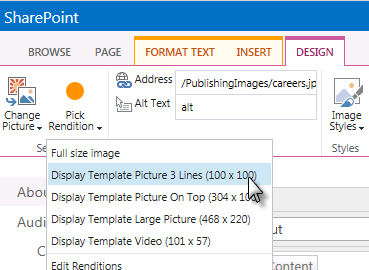 SharePoint
BROWSE PAGE FORMAT TEXT INSERT DESIGN
Change Picture
Pick Rendition
Address /PublishingImages/careers.jp
Alt Text alt
Image Styles
Se Styles
Full size image
Display Template Picture 3 Lines (100 x 100)
Display Template Picture On Top (304 x 10
Display Template Large Picture (468 x 220)
Display Template Video (101 x 57)
Edit Renditions
Abou
Audi
ut
Content.